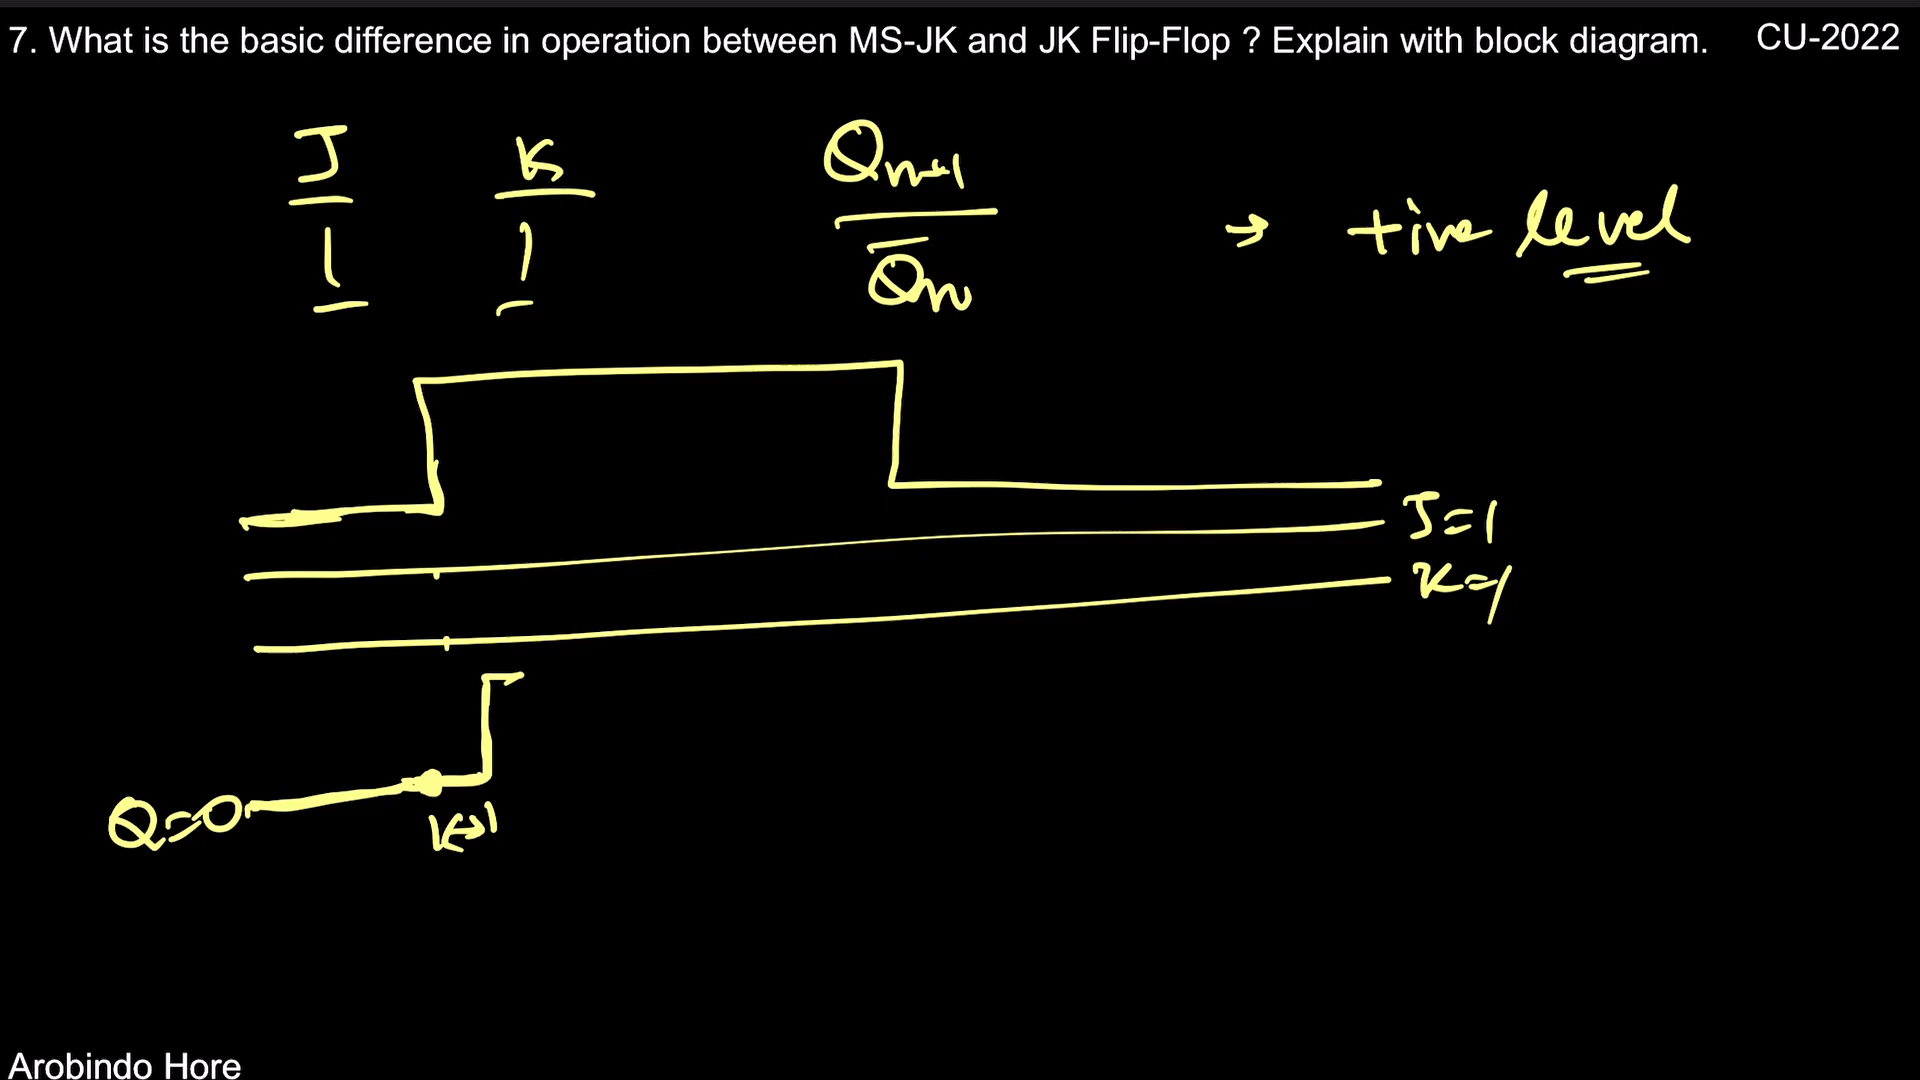 7. What is the basic difference in operation between MS-JK and JK Flip-Flop ? Explain with block diagram. CU-2022
J K Qn+1
1 1 Q̅n → +ive level
J=1
K=1
Q=0
Arobindo Hore